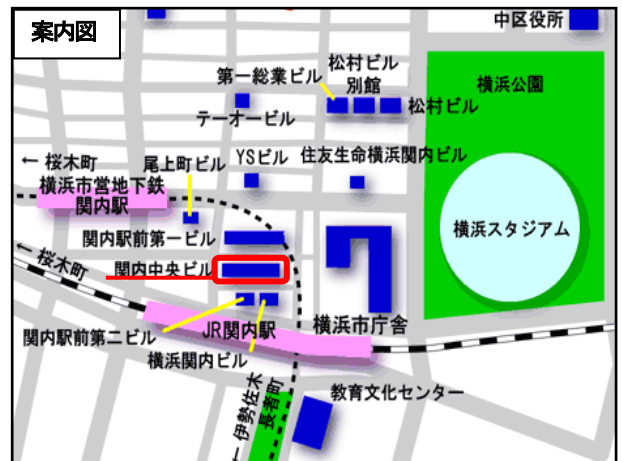 案内図
中区役所
松村ビル
別館
第一総業ビル
横浜公園
松村ビル
テーオービル
← 桜木町
尾上町ビル
YSビル
住友生命横浜関内ビル
横浜市営地下鉄
関内駅
横浜スタジアム
関内駅前第一ビル
← 桜木町
関内中央ビル
関内駅前第二ビル
JR関内駅
横浜市庁舎
横浜関内ビル
教育文化センター
← 伊勢佐木
長者町